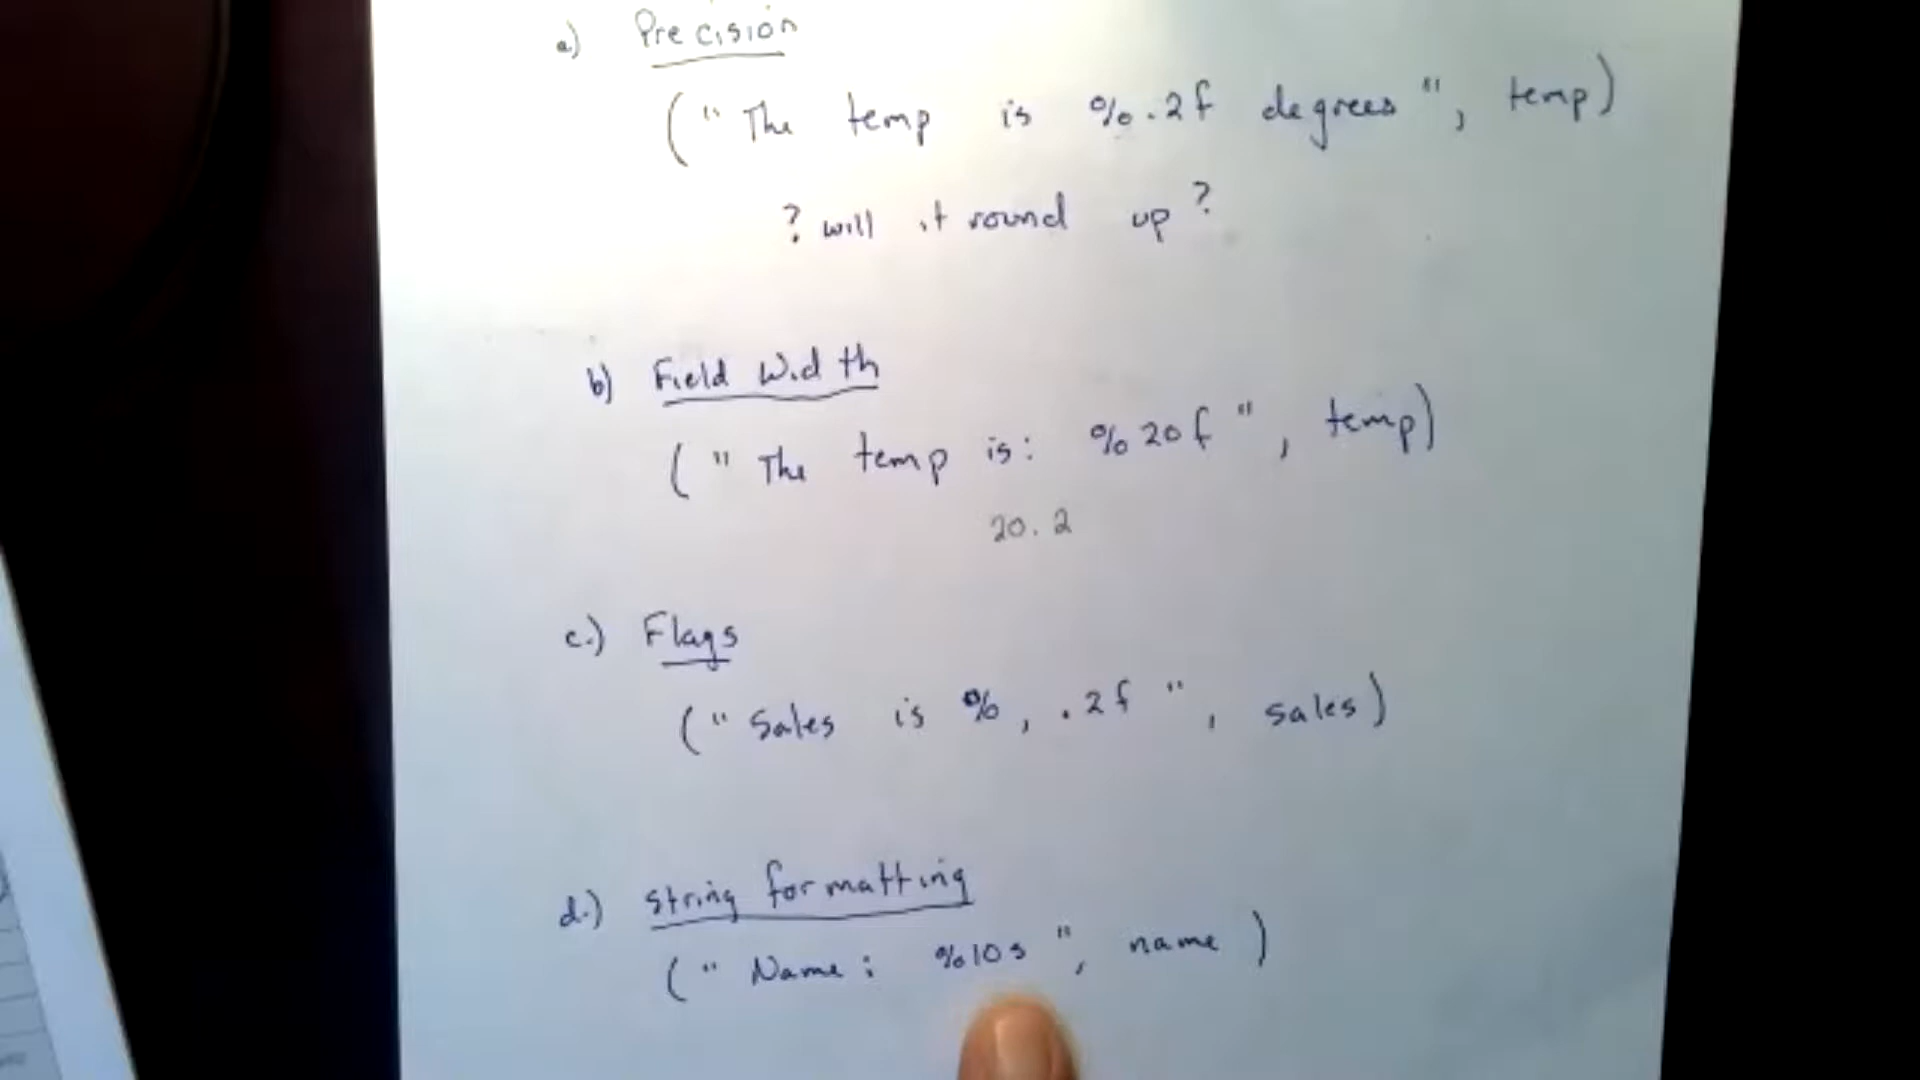 a) Precision
("The temp is %.2f degrees", temp)
? will it round up?
b) Field Width
("The temp is: %20f", temp)
20.2
c.) Flags
("Sales is %,.2f", sales)
d.) String formatting
("Name: %10s", name)